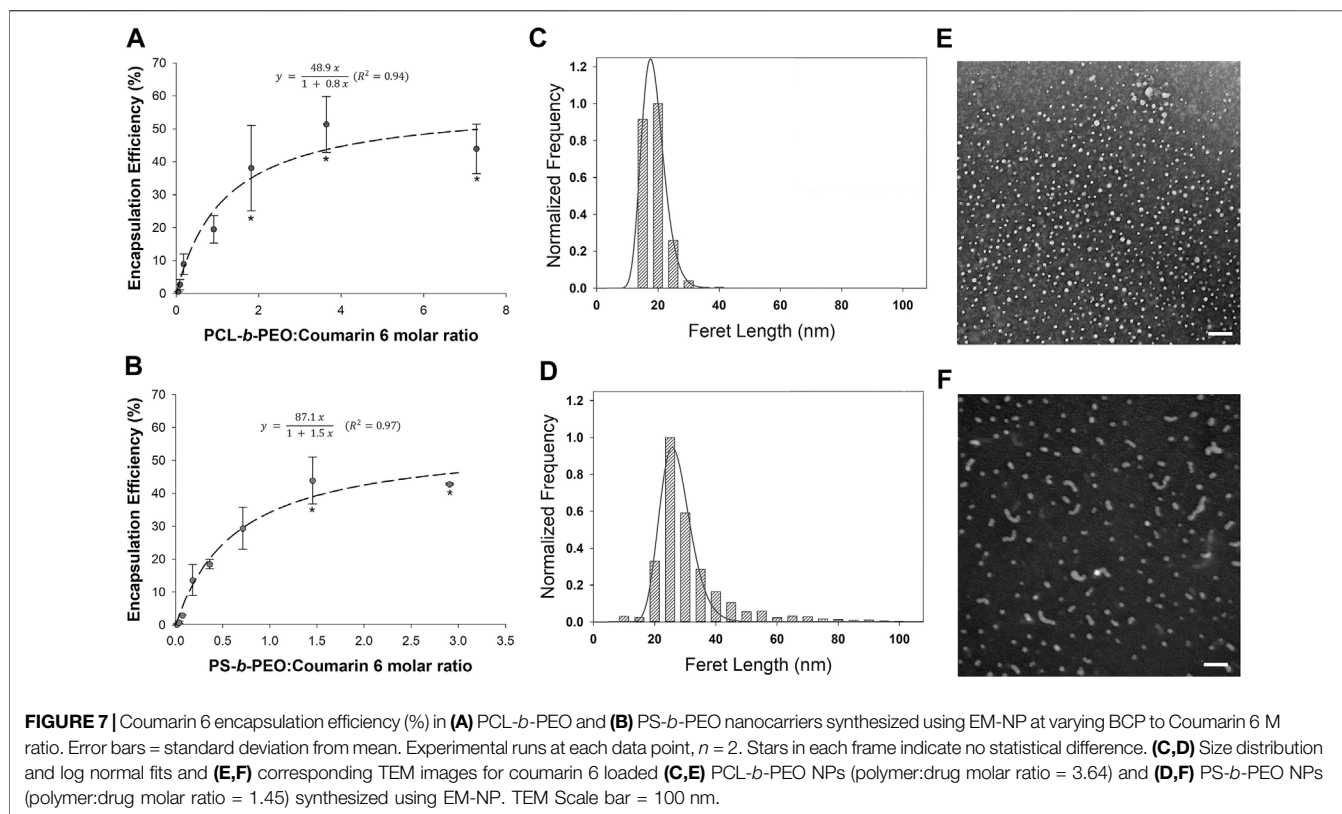 A
70
60
50
40
30
20
10
0
Encapsulation Efficiency (%)
y = 48.9 x / 1 + 0.8 x (R² = 0.94)
*
*
*
0 2 4 6 8
PCL-b-PEO:Coumarin 6 molar ratio
B
70
60
50
40
30
20
10
0
Encapsulation Efficiency (%)
y = 87.1 x / 1 + 1.5 x (R² = 0.97)
*
*
0.0 0.5 1.0 1.5 2.0 2.5 3.0 3.5
PS-b-PEO:Coumarin 6 molar ratio
C
1.2
1.0
0.8
0.6
0.4
0.2
0.0
Normalized Frequency
0 20 40 60 80 100
Feret Length (nm)
D
1.2
1.0
0.8
0.6
0.4
0.2
0.0
Normalized Frequency
0 20 40 60 80 100
Feret Length (nm)
E
F
FIGURE 7 | Coumarin 6 encapsulation efficiency (%) in (A) PCL-b-PEO and (B) PS-b-PEO nanocarriers synthesized using EM-NP at varying BCP to Coumarin 6 M
ratio. Error bars = standard deviation from mean. Experimental runs at each data point, n = 2. Stars in each frame indicate no statistical difference. (C,D) Size distribution
and log normal fits and (E,F) corresponding TEM images for coumarin 6 loaded (C,E) PCL-b-PEO NPs (polymer:drug molar ratio = 3.64) and (D,F) PS-b-PEO NPs
(polymer:drug molar ratio = 1.45) synthesized using EM-NP. TEM Scale bar = 100 nm.